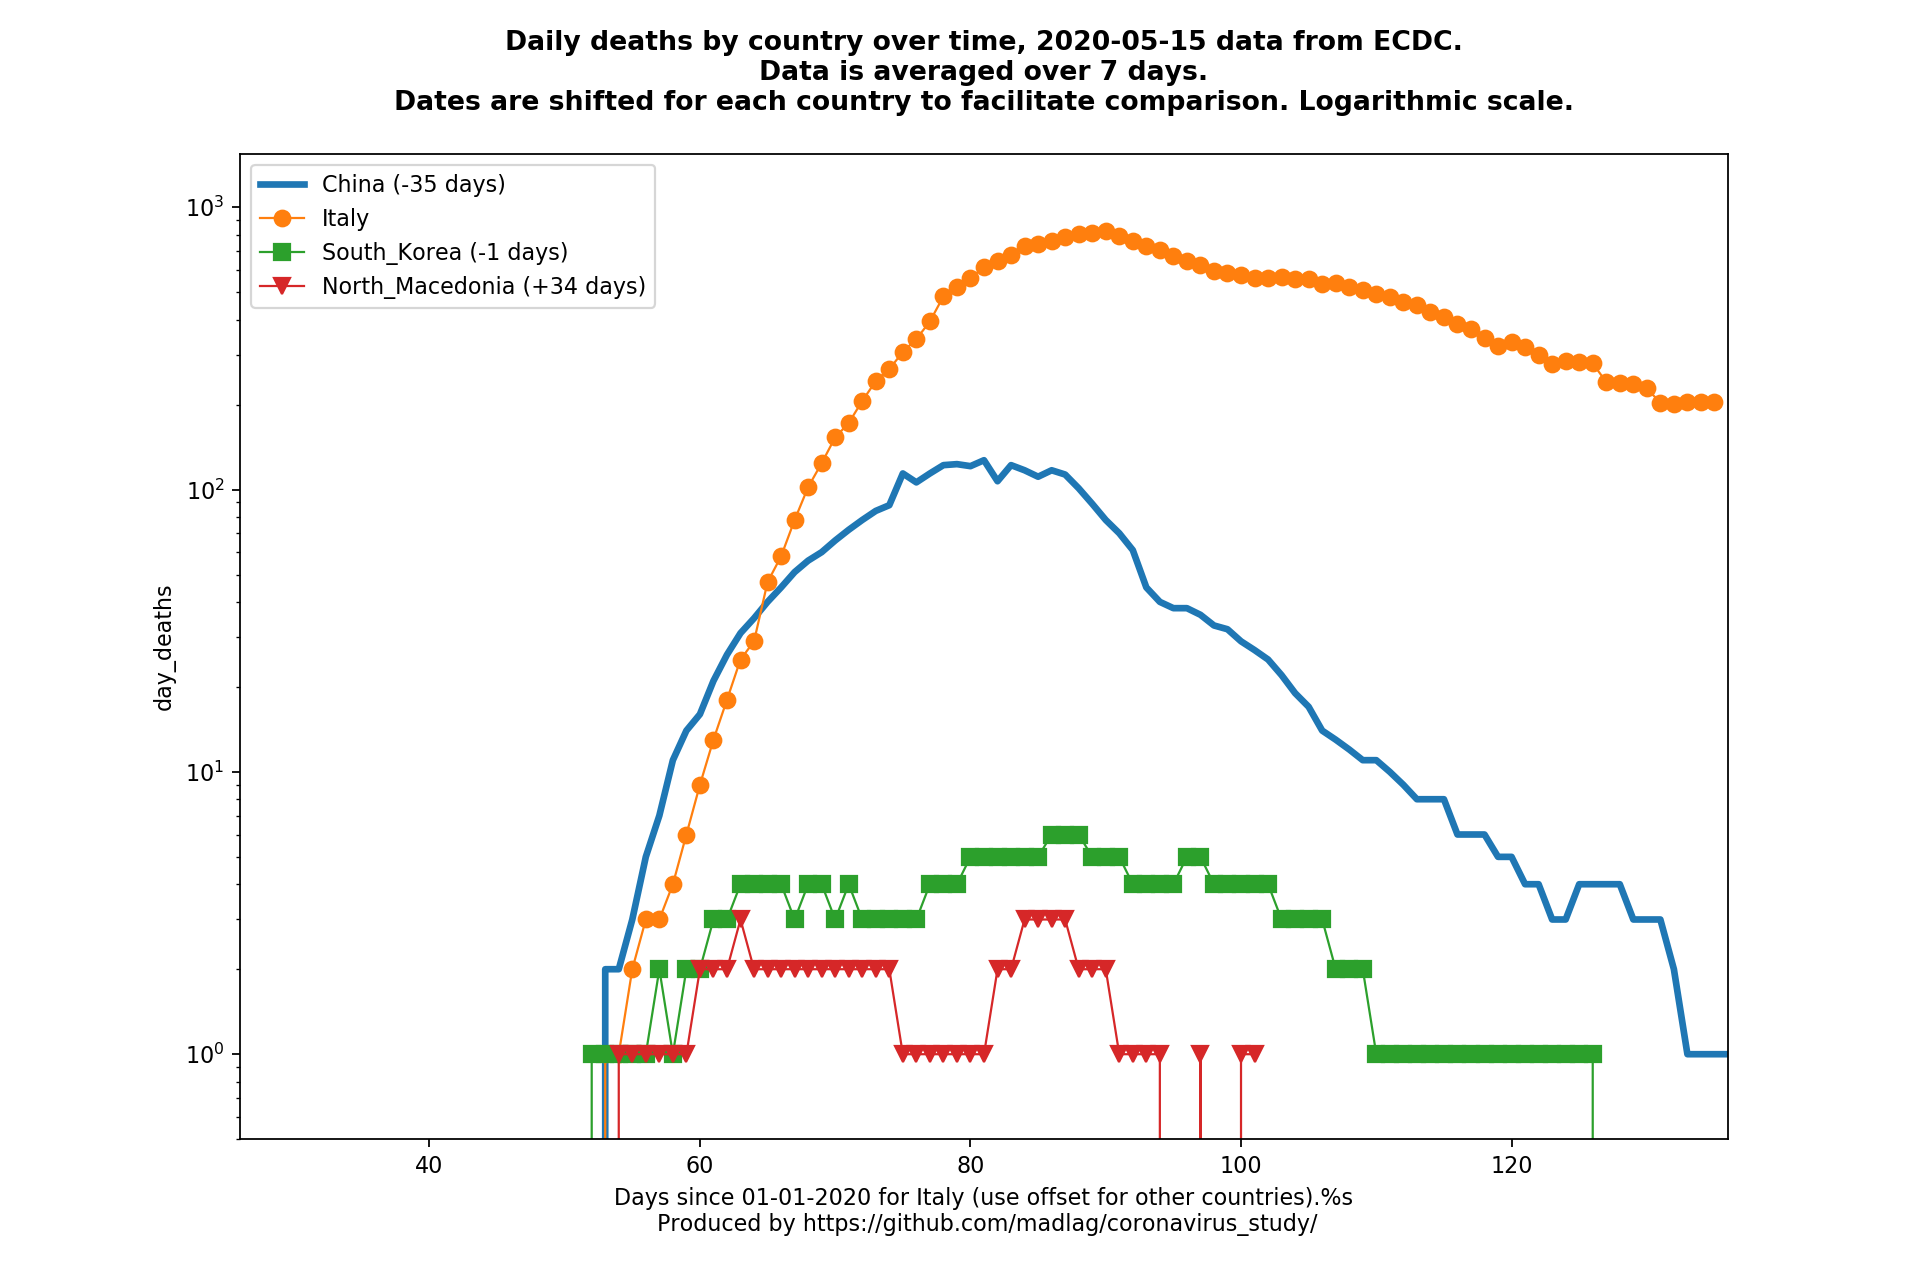 Daily deaths by country over time, 2020-05-15 data from ECDC.
Data is averaged over 7 days.
Dates are shifted for each country to facilitate comparison. Logarithmic scale.
China (-35 days)
Italy
South_Korea (-1 days)
North_Macedonia (+34 days)
10³
10²
10¹
10⁰
day_deaths
40 60 80 100 120
Days since 01-01-2020 for Italy (use offset for other countries).%s
Produced by https://github.com/madlag/coronavirus_study/